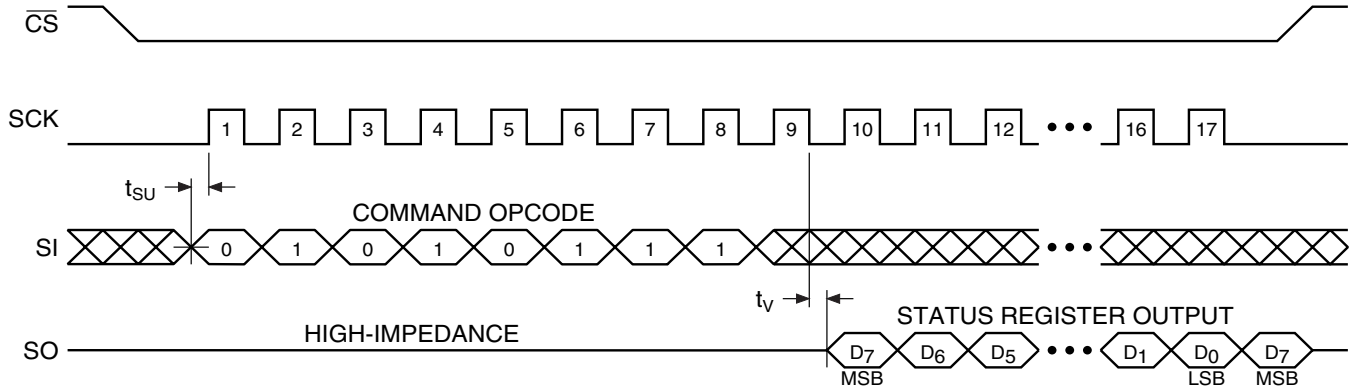 CS
SCK 1 2 3 4 5 6 7 8 9 10 11 12 ••• 16 17
tSU
COMMAND OPCODE
SI 0 1 0 1 0 1 1 1 •••
tV
HIGH-IMPEDANCE STATUS REGISTER OUTPUT
SO D7 D6 D5 ••• D1 D0 D7
MSB LSB MSB